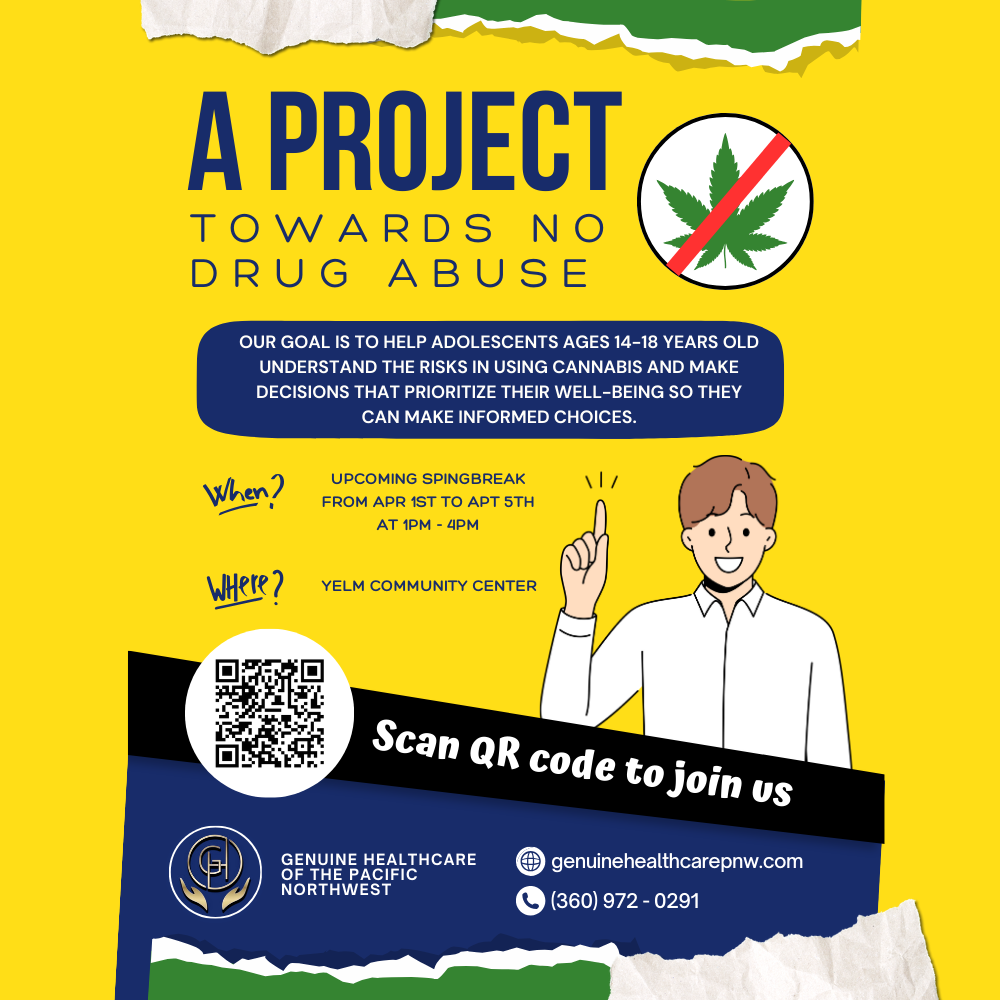 A PROJECT
TOWARDS NO
DRUG ABUSE
OUR GOAL IS TO HELP ADOLESCENTS AGES 14-18 YEARS OLD
UNDERSTAND THE RISKS IN USING CANNABIS AND MAKE
DECISIONS THAT PRIORITIZE THEIR WELL-BEING SO THEY
CAN MAKE INFORMED CHOICES.
When?
UPCOMING SPINGBREAK
FROM APR 1ST TO APT 5TH
AT 1PM - 4PM
WHere?
YELM COMMUNITY CENTER
Scan QR code to join us
GH
GENUINE HEALTHCARE
OF THE PACIFIC
NORTHWEST
genuinehealthcarepnw.com
(360) 972 - 0291